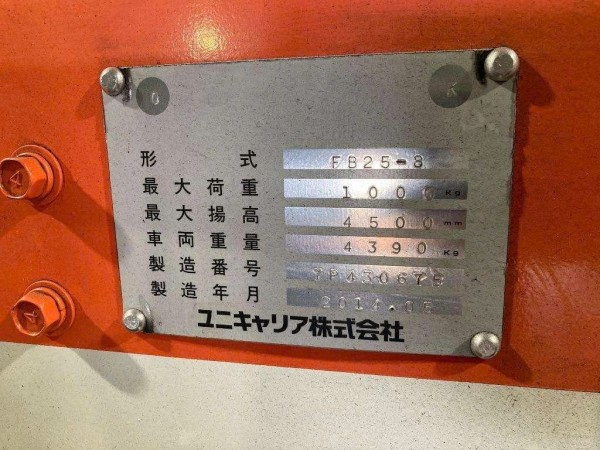 O K
形式 FB25-8
最大荷重 1000 Kg
最大揚高 4500 mm
車両重量 4390 Kg
製造番号
製造年月
ユニキャリア株式会社